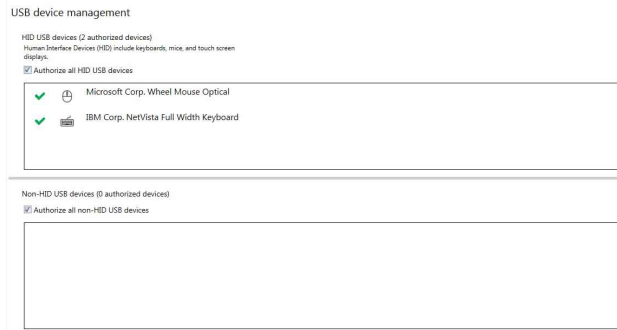 USB device management
HID USB devices (2 authorized devices)
Human Interface Devices (HID) include keyboards, mice, and touch screen
displays.
Authorize all HID USB devices
Microsoft Corp. Wheel Mouse Optical
IBM Corp. NetVista Full Width Keyboard
Non-HID USB devices (0 authorized devices)
Authorize all non-HID USB devices